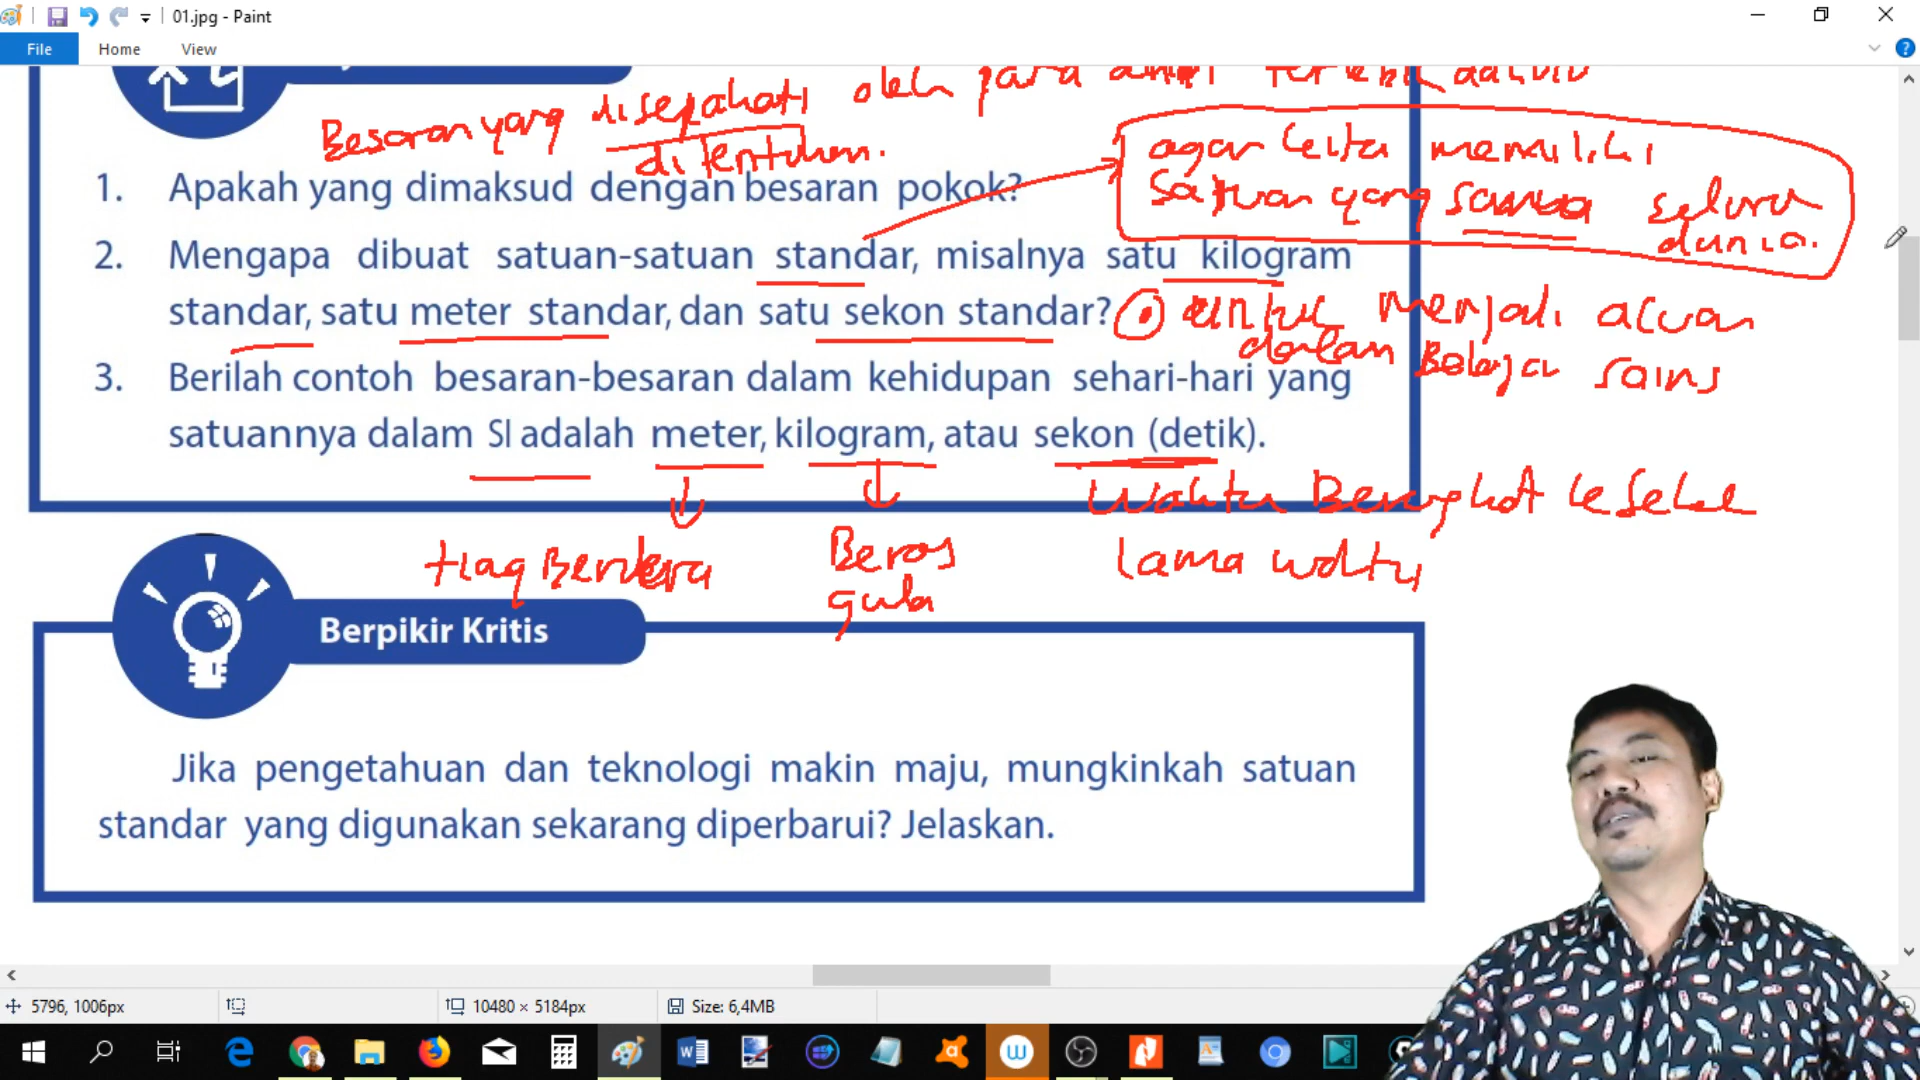 01.jpg - Paint
File Home View
oleh para ahli terlebih dahulu
Besaran yang disepakati
ditentukan.
agar kita memiliki
satuan yang sama seluruh
dunia.
1. Apakah yang dimaksud dengan besaran pokok?
2. Mengapa dibuat satuan-satuan standar, misalnya satu kilogram
standar, satu meter standar, dan satu sekon standar?
untuk menjadi acuan
dalam Belajar sains
3. Berilah contoh besaran-besaran dalam kehidupan sehari-hari yang
satuannya dalam SI adalah meter, kilogram, atau sekon (detik).
Waktu Berangkat ke Sekol
tiang Bendera
Beras
gula
lama waktu
Berpikir Kritis
Jika pengetahuan dan teknologi makin maju, mungkinkah satuan
standar yang digunakan sekarang diperbarui? Jelaskan.
5796, 1006px
10480 × 5184px
Size: 6,4MB